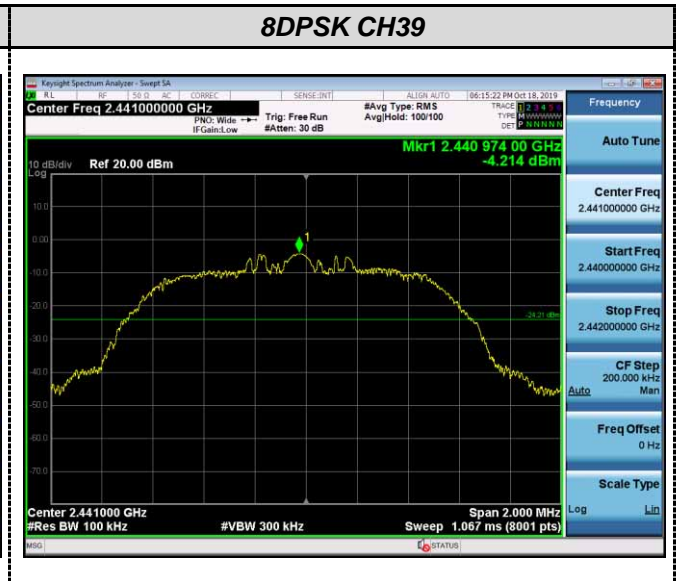 8DPSK CH39
Keysight Spectrum Analyzer - Swept SA
RL RF 50 Ω AC CORREC SENSE:INT ALIGN AUTO 06:15:22 PM Oct 18, 2019
Center Freq 2.441000000 GHz
PNO: Wide
IFGain:Low
Trig: Free Run
#Atten: 30 dB
#Avg Type: RMS
Avg|Hold: 100/100
TRACE 1 2 3 4 5 6
TYPE M WWWWW
DET P NNNNN
Frequency
Mkr1 2.440 974 00 GHz
-4.214 dBm
10 dB/div Ref 20.00 dBm
Log
10.0
0.00
-10.0
-20.0
-30.0
-40.0
-50.0
-60.0
-70.0
1
-24.21 dBm
Center 2.441000 GHz Span 2.000 MHz
#Res BW 100 kHz #VBW 300 kHz Sweep 1.067 ms (8001 pts)
Auto Tune
Center Freq
2.441000000 GHz
Start Freq
2.440000000 GHz
Stop Freq
2.442000000 GHz
CF Step
200.000 kHz
Auto Man
Freq Offset
0 Hz
Scale Type
Log Lin
MSG STATUS